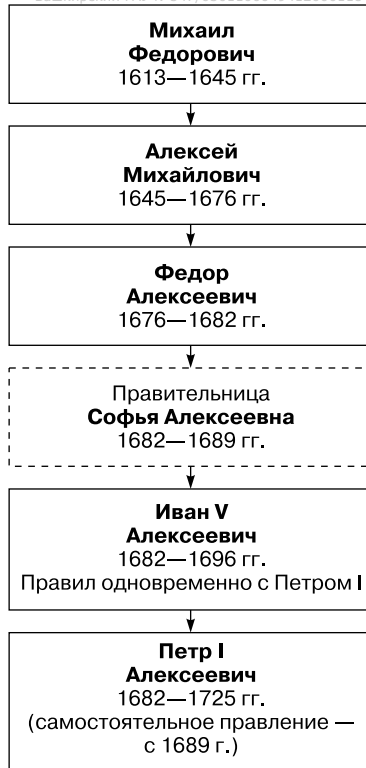 Михаил
Федорович
1613—1645 гг.
Алексей
Михайлович
1645—1676 гг.
Федор
Алексеевич
1676—1682 гг.
Правительница
Софья Алексеевна
1682—1689 гг.
Иван V
Алексеевич
1682—1696 гг.
Правил одновременно с Петром I
Петр I
Алексеевич
1682—1725 гг.
(самостоятельное правление —
с 1689 г.)